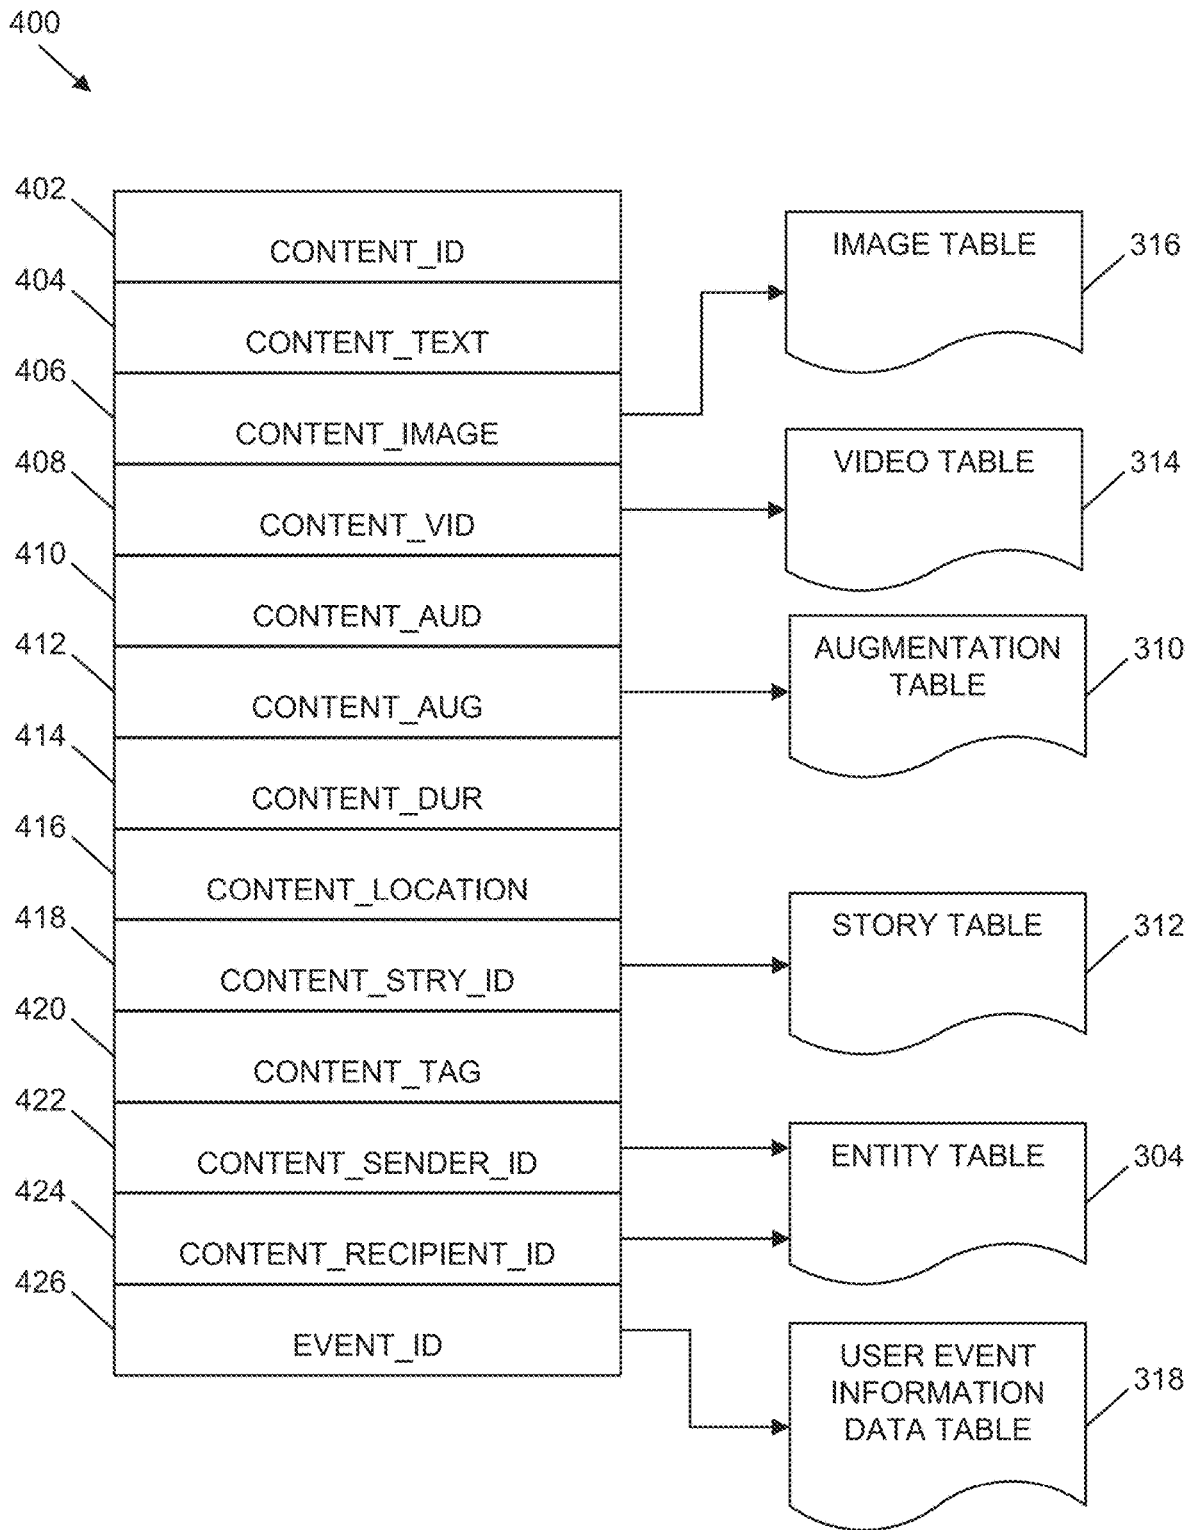 400
402
CONTENT_ID
404
CONTENT_TEXT
406
CONTENT_IMAGE
408
CONTENT_VID
410
CONTENT_AUD
412
CONTENT_AUG
414
CONTENT_DUR
416
CONTENT_LOCATION
418
CONTENT_STRY_ID
420
CONTENT_TAG
422
CONTENT_SENDER_ID
424
CONTENT_RECIPIENT_ID
426
EVENT_ID
IMAGE TABLE
316
VIDEO TABLE
314
AUGMENTATION
TABLE
310
STORY TABLE
312
ENTITY TABLE
304
USER EVENT
INFORMATION
DATA TABLE
318